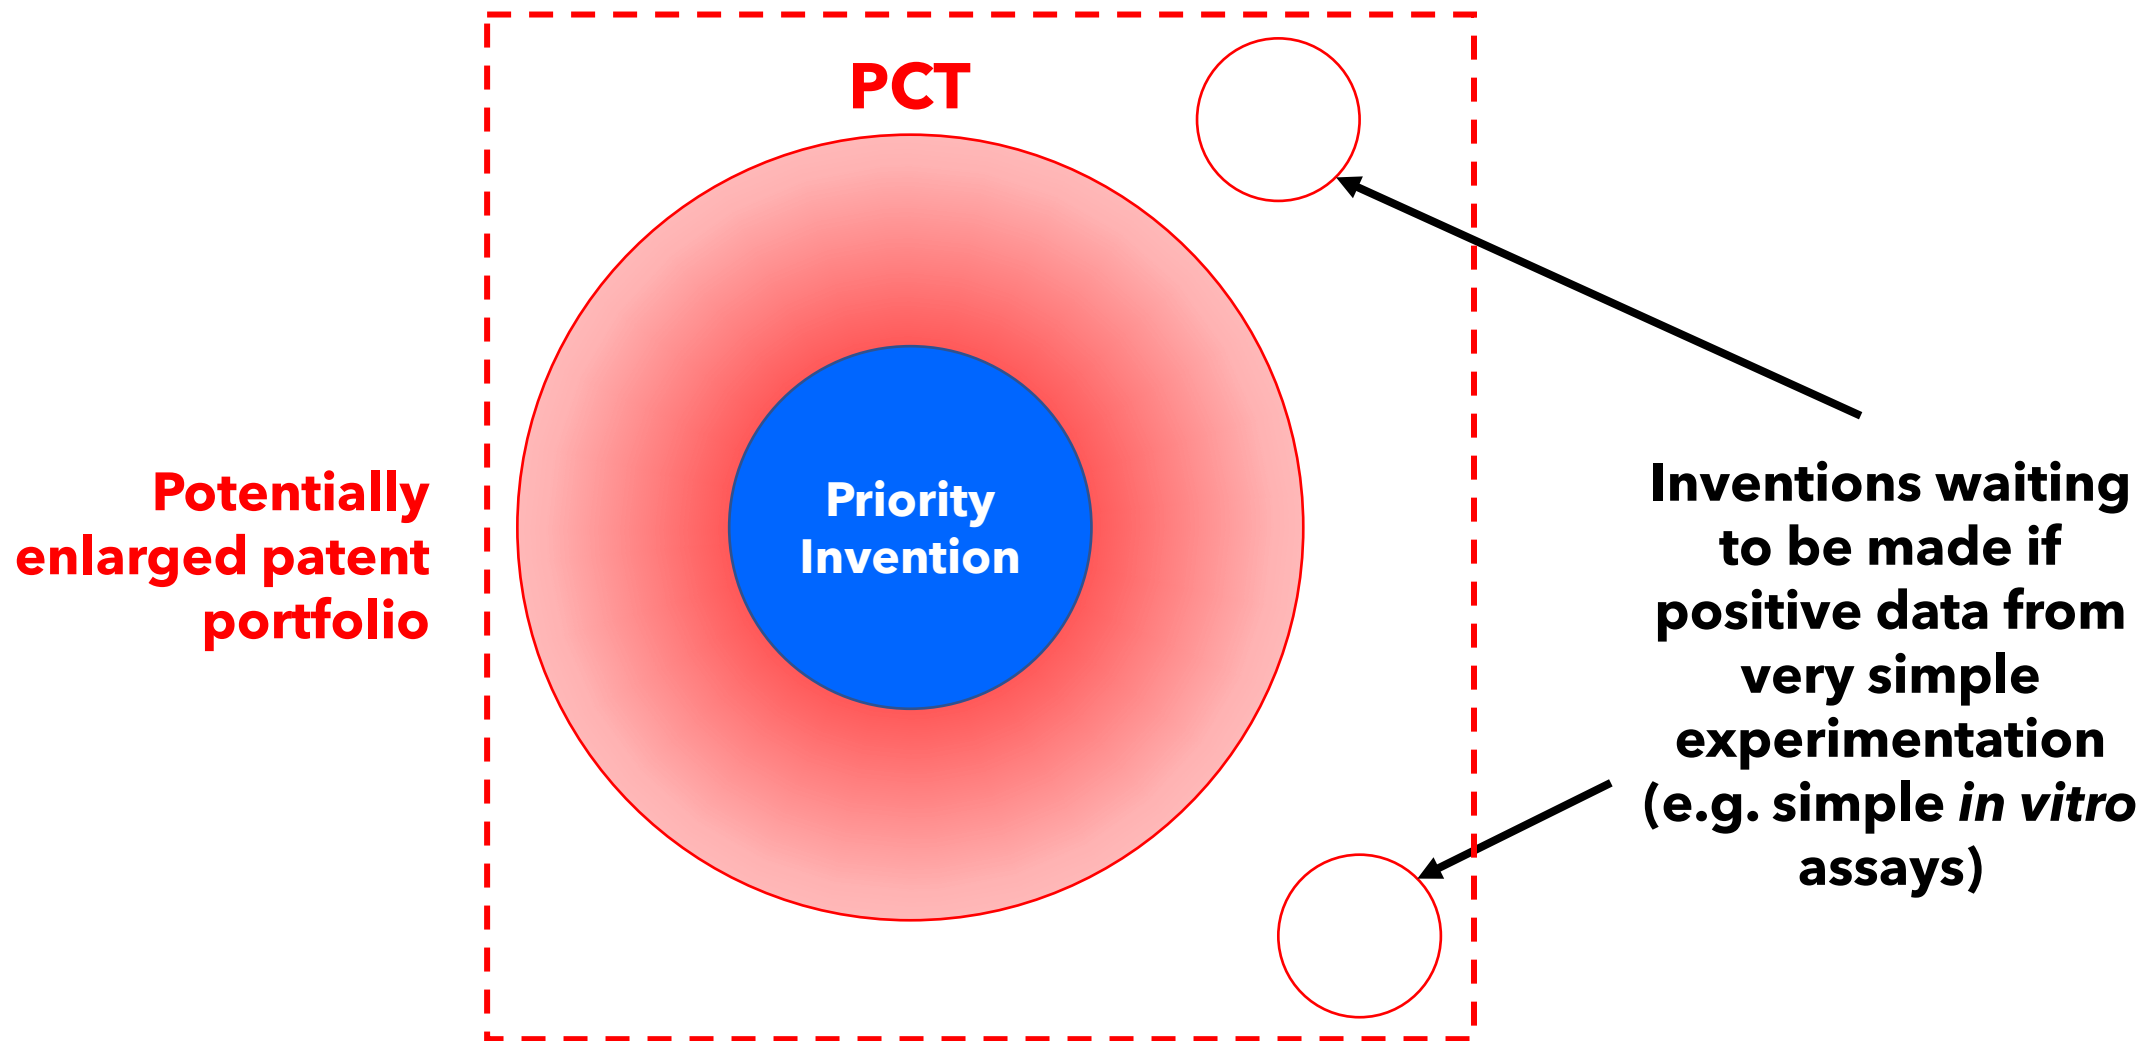 PCT
Potentially
enlarged patent
portfolio
Priority
Invention
Inventions waiting
to be made if
positive data from
very simple
experimentation
(e.g. simple in vitro
assays)